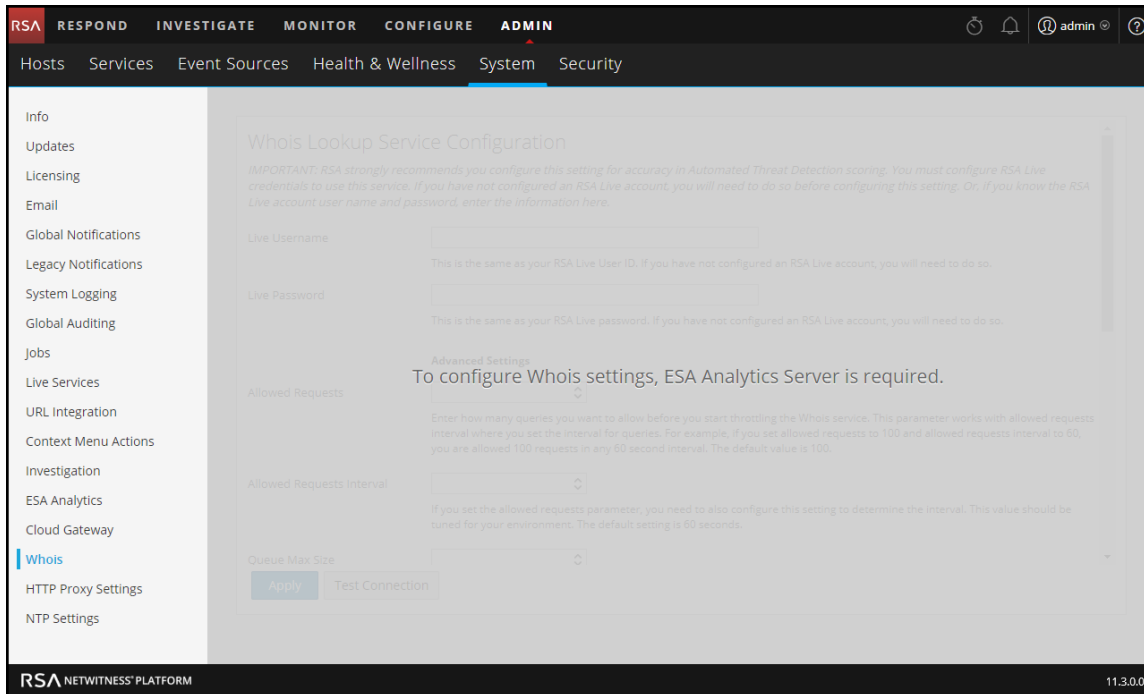 RSA RESPOND INVESTIGATE MONITOR CONFIGURE ADMIN admin
Hosts Services Event Sources Health & Wellness System Security
Info
Updates
Licensing
Email
Global Notifications
Legacy Notifications
System Logging
Global Auditing
Jobs
Live Services
URL Integration
Context Menu Actions
Investigation
ESA Analytics
Cloud Gateway
Whois
HTTP Proxy Settings
NTP Settings
Whois Lookup Service Configuration
IMPORTANT: RSA strongly recommends you configure this setting for accuracy in Automated Threat Detection scoring. You must configure RSA Live
credentials to use this service. If you have not configured an RSA Live account, you will need to do so before configuring this setting. Or, if you know the RSA
Live account user name and password, enter the information here.
Live Username
This is the same as your RSA Live User ID. If you have not configured an RSA Live account, you will need to do so.
Live Password
This is the same as your RSA Live password. If you have not configured an RSA Live account, you will need to do so.
Advanced Settings
To configure Whois settings, ESA Analytics Server is required.
Allowed Requests
Enter how many queries you want to allow before you start throttling the Whois service. This parameter works with allowed requests
interval where you set the interval for queries. For example, if you set allowed requests to 100 and allowed requests interval to 60,
you are allowed 100 requests in any 60 second interval. The default value is 100.
Allowed Requests Interval
If you set the allowed requests parameter, you need to also configure this setting to determine the interval. This value should be
tuned for your environment. The default setting is 60 seconds.
Queue Max Size
Apply Test Connection
RSA NETWITNESS® PLATFORM 11.3.0.0